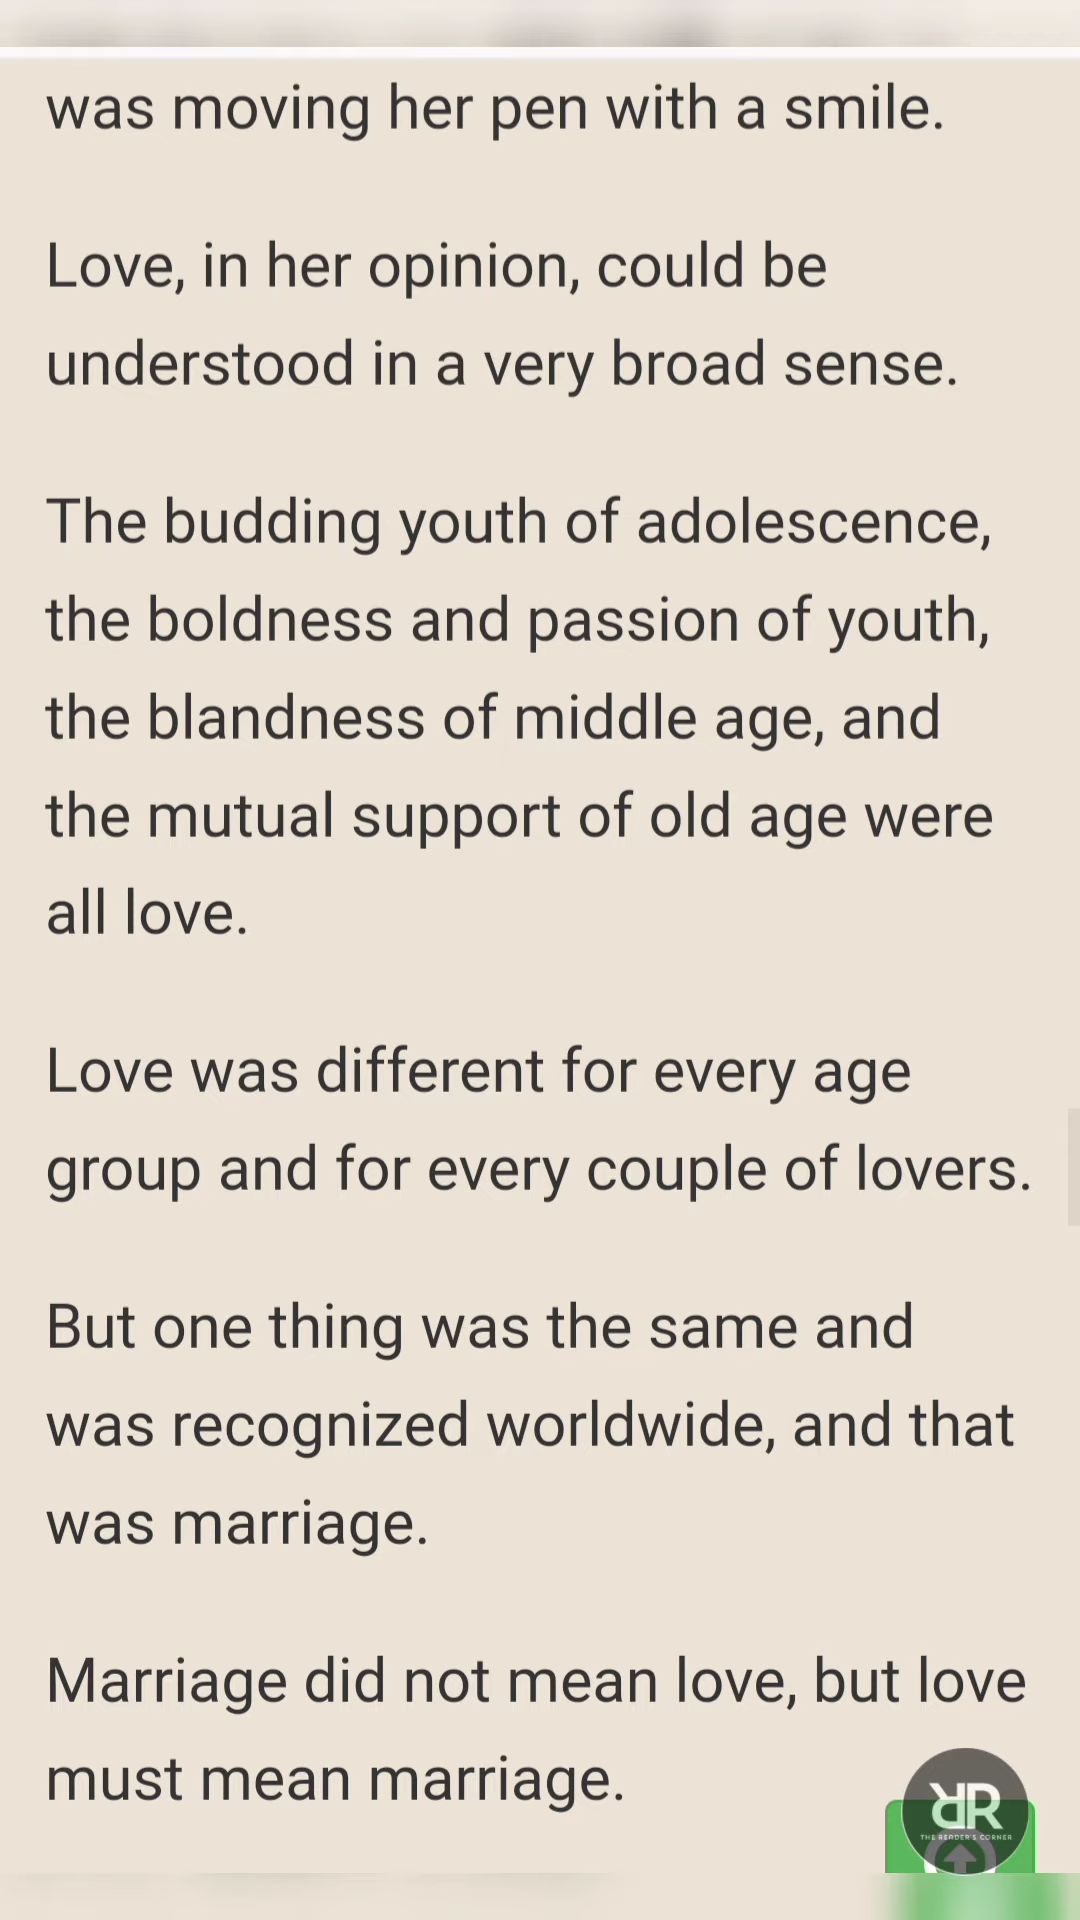 was moving her pen with a smile.
Love, in her opinion, could be
understood in a very broad sense.
The budding youth of adolescence,
the boldness and passion of youth,
the blandness of middle age, and
the mutual support of old age were
all love.
Love was different for every age
group and for every couple of lovers.
But one thing was the same and
was recognized worldwide, and that
was marriage.
Marriage did not mean love, but love
must mean marriage.
RR
THE READER'S CORNER